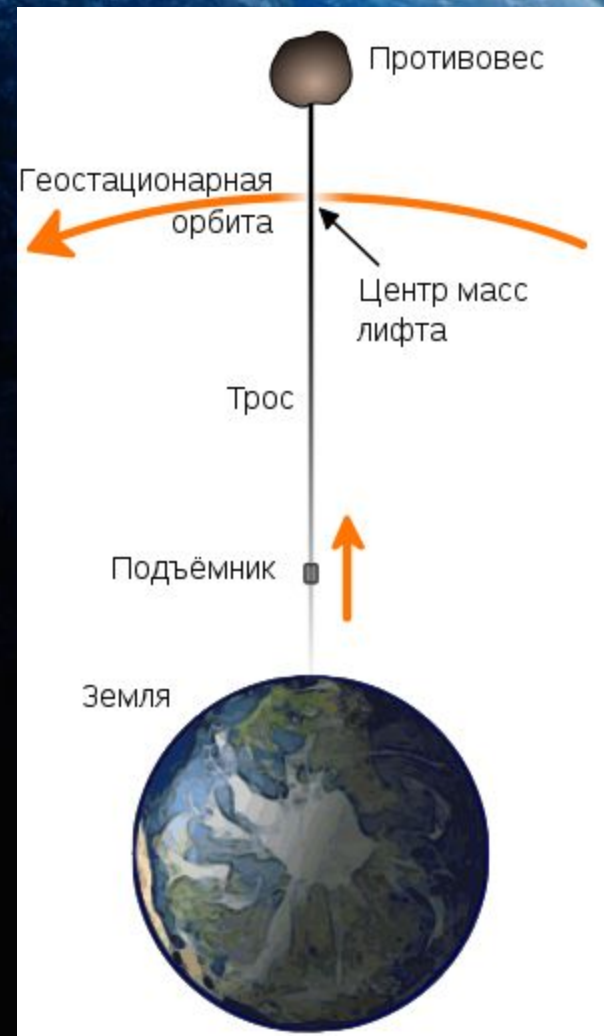 Противовес
Геостационарная
орбита
Центр масс
лифта
Трос
Подъёмник
Земля